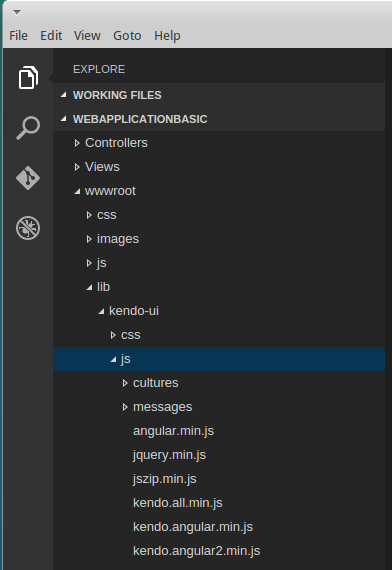 File Edit View Goto Help
EXPLORE
WORKING FILES
WEBAPPLICATIONBASIC
Controllers
Views
wwwroot
css
images
js
lib
kendo-ui
css
js
cultures
messages
angular.min.js
jquery.min.js
jszip.min.js
kendo.all.min.js
kendo.angular.min.js
kendo.angular2.min.js